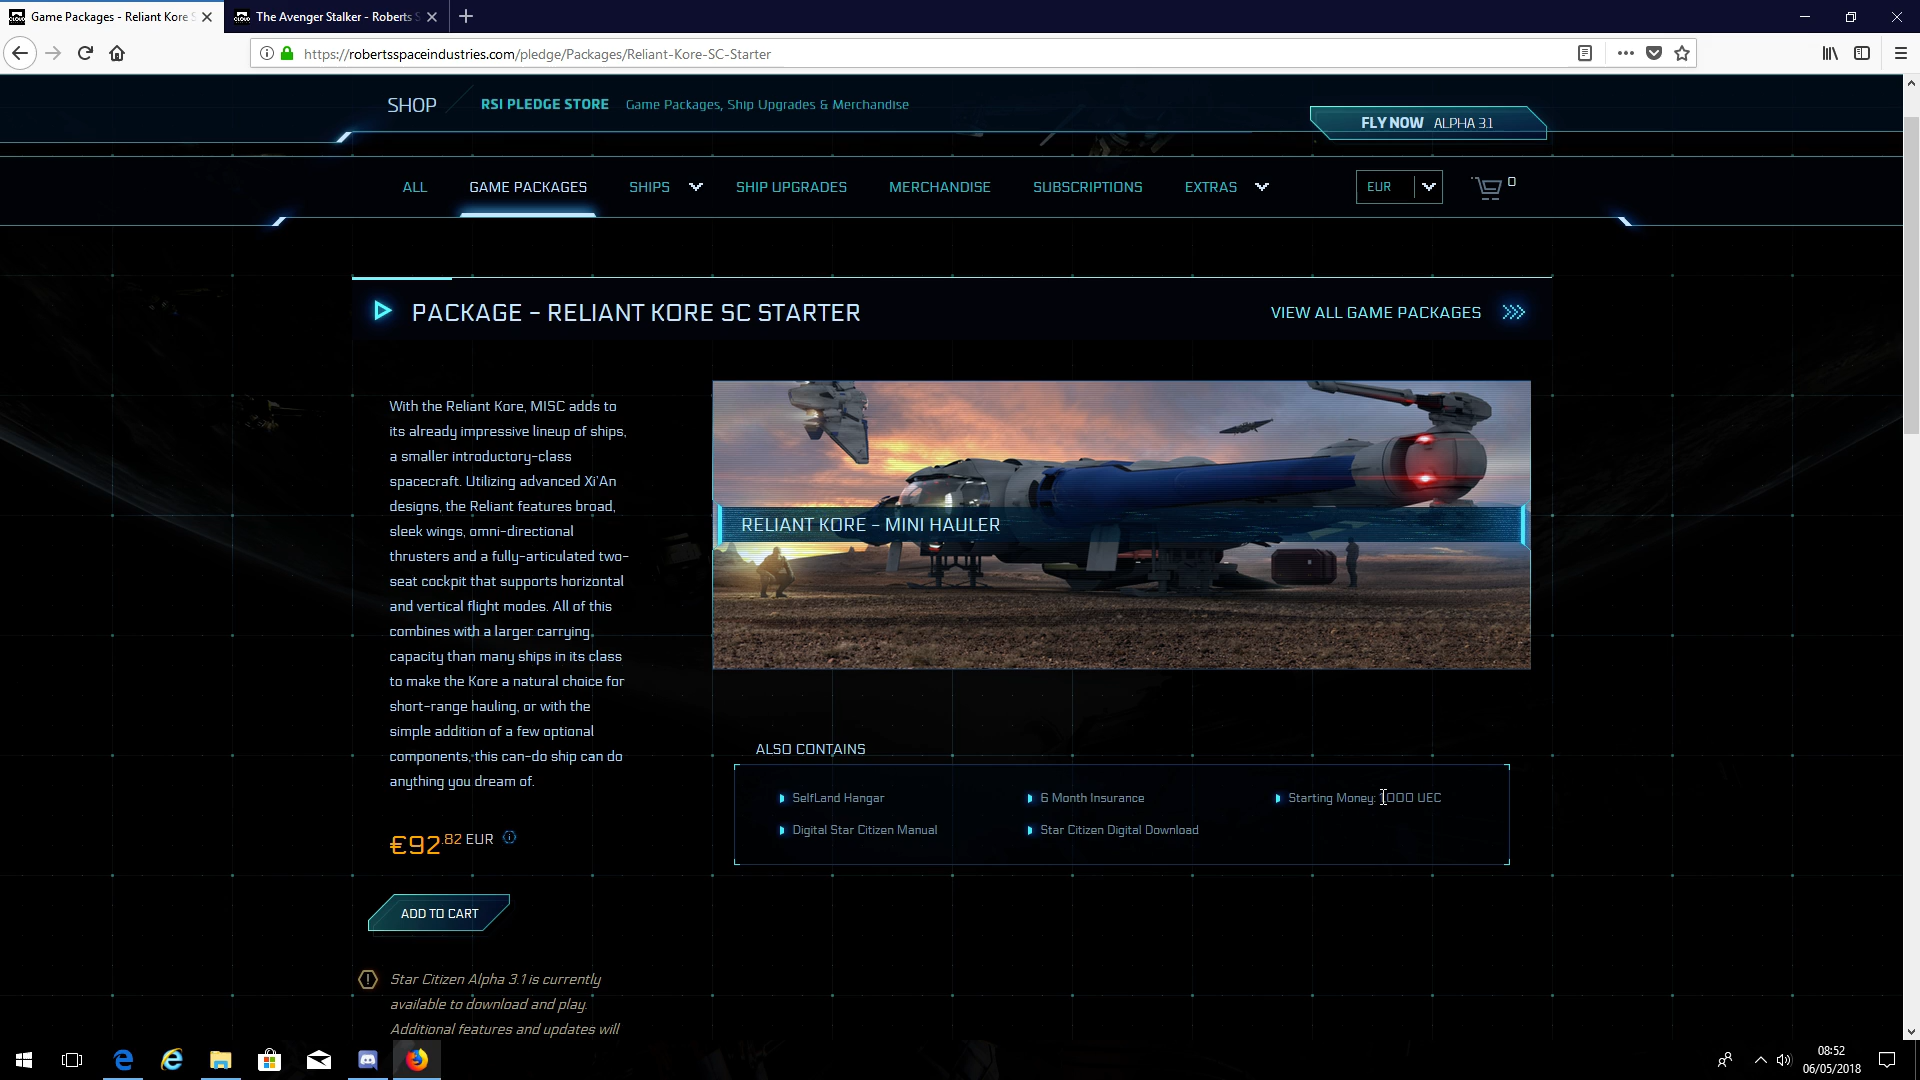 Game Packages - Reliant Kore S
The Avenger Stalker - Roberts S
https://robertsspaceindustries.com/pledge/Packages/Reliant-Kore-SC-Starter
SHOP
RSI PLEDGE STORE
Game Packages, Ship Upgrades & Merchandise
FLY NOW ALPHA 3.1
ALL
GAME PACKAGES
SHIPS
SHIP UPGRADES
MERCHANDISE
SUBSCRIPTIONS
EXTRAS
EUR
0
PACKAGE - RELIANT KORE SC STARTER
VIEW ALL GAME PACKAGES
With the Reliant Kore, MISC adds to
its already impressive lineup of ships,
a smaller introductory-class
spacecraft. Utilizing advanced Xi'An
designs, the Reliant features broad,
sleek wings, omni-directional
thrusters and a fully-articulated two-
seat cockpit that supports horizontal
and vertical flight modes. All of this
combines with a larger carrying
capacity than many ships in its class
to make the Kore a natural choice for
short-range hauling, or with the
simple addition of a few optional
components, this can-do ship can do
anything you dream of.
€92.82 EUR
ADD TO CART
Star Citizen Alpha 3.1 is currently
available to download and play.
Additional features and updates will
RELIANT KORE - MINI HAULER
ALSO CONTAINS
SelfLand Hangar
6 Month Insurance
Starting Money: UEC
Digital Star Citizen Manual
Star Citizen Digital Download
08:52
06/05/2018